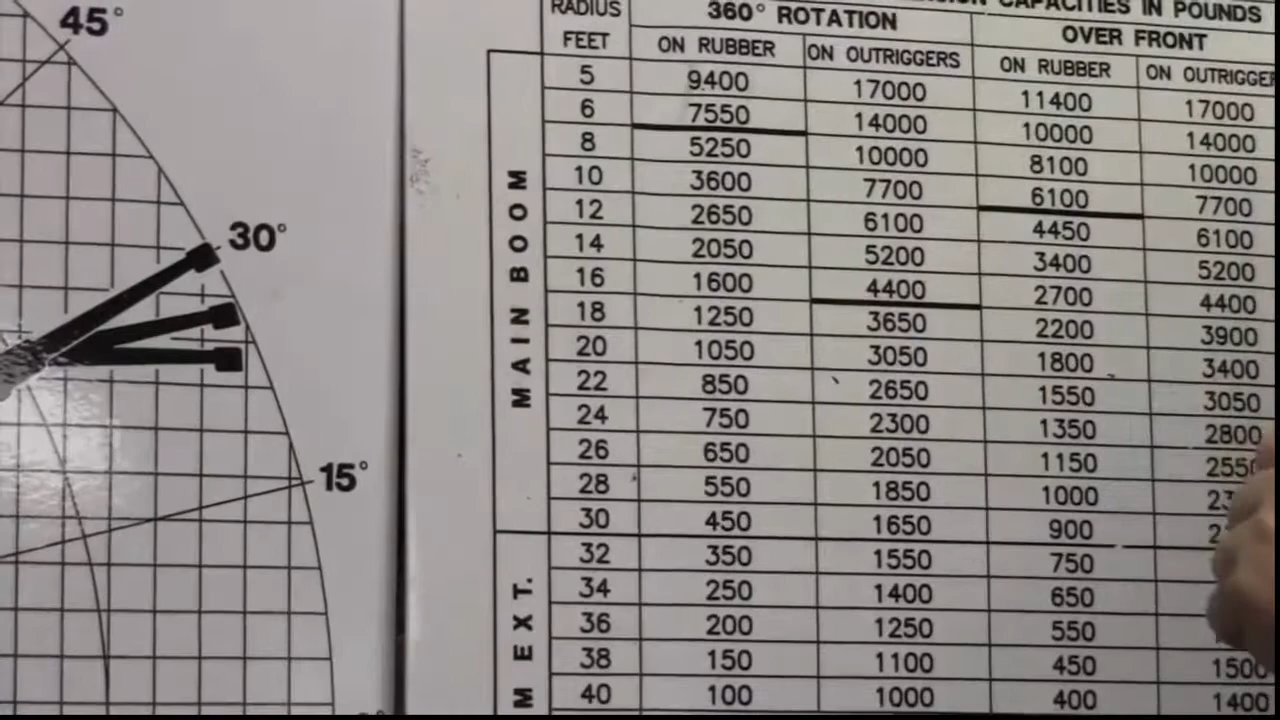 45°
30°
15°
CAPACITIES IN POUNDS
RADIUS 360° ROTATION OVER FRONT
FEET ON RUBBER ON OUTRIGGERS ON RUBBER ON OUTRIGGER
MAIN BOOM
5 9400 17000 11400 17000
6 7550 14000 10000 14000
8 5250 10000 8100 10000
10 3600 7700 6100 7700
12 2650 6100 4450 6100
14 2050 5200 3400 5200
16 1600 4400 2700 4400
18 1250 3650 2200 3900
20 1050 3050 1800 3400
22 850 2650 1550 3050
24 750 2300 1350 2800
26 650 2050 1150 2550
28 550 1850 1000
30 450 1650 900
M EXT.
32 350 1550 750
34 250 1400 650
36 200 1250 550
38 150 1100 450 1500
40 100 1000 400 1400